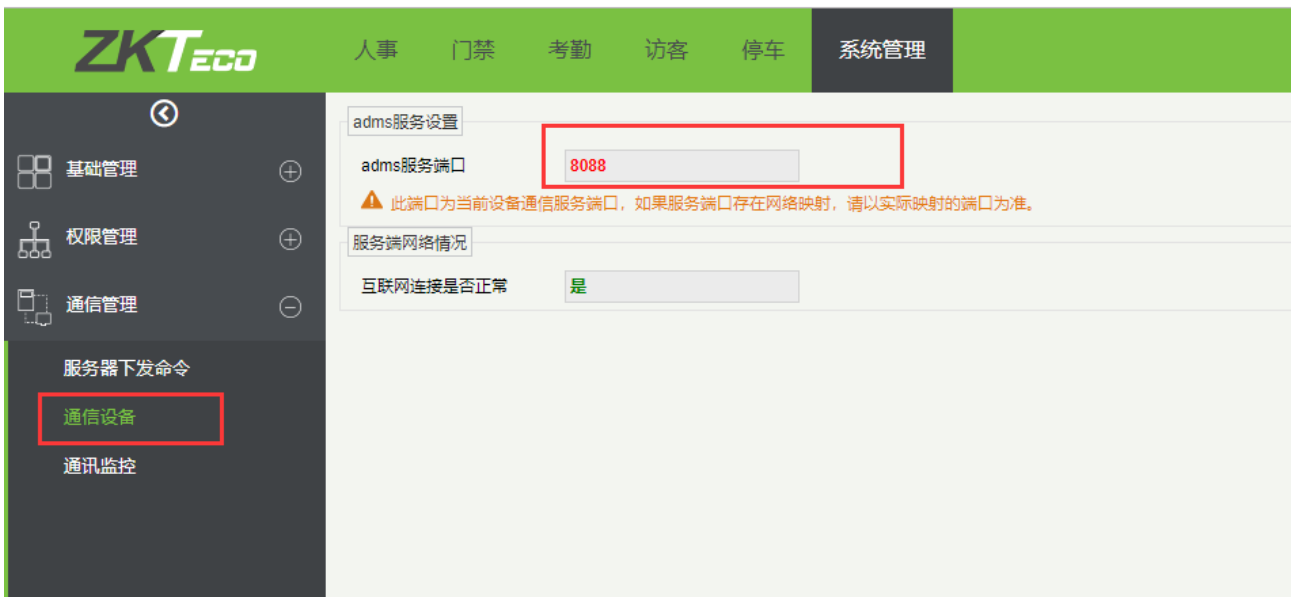 ZKTECO
人事 门禁 考勤 访客 停车 系统管理
基础管理
权限管理
通信管理
服务器下发命令
通信设备
通讯监控
adms服务设置
adms服务端口 8088
此端口为当前设备通信服务端口，如果服务端口存在网络映射，请以实际映射的端口为准。
服务端网络情况
互联网连接是否正常 是